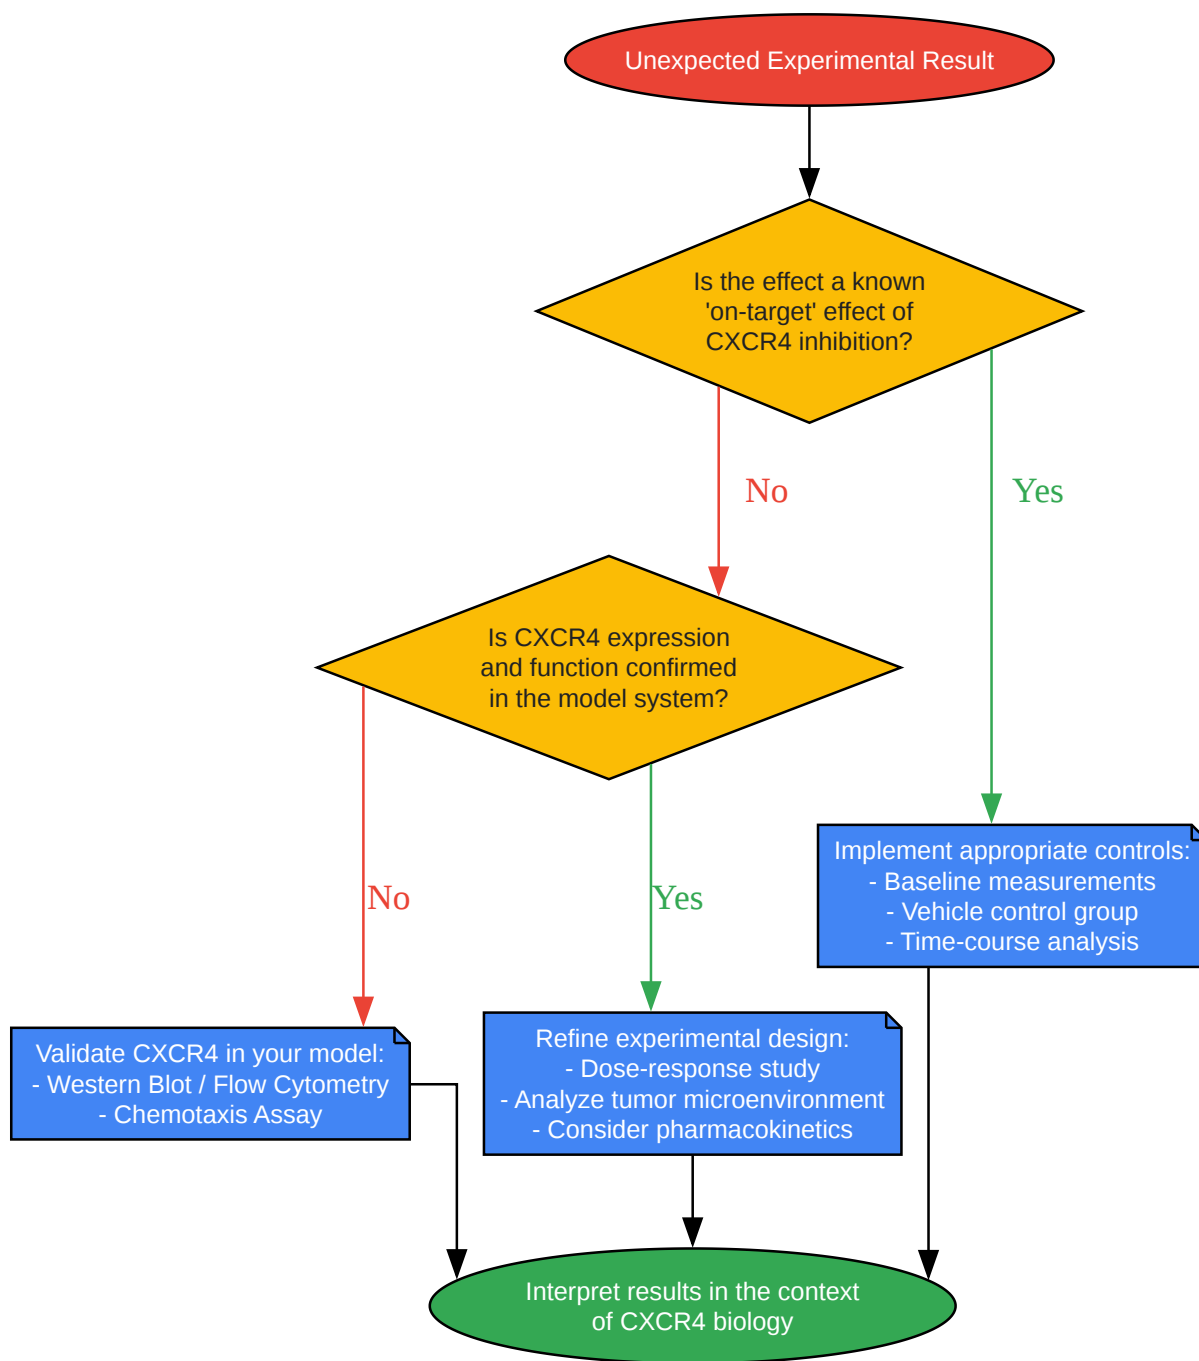 Unexpected Experimental Result
Is the effect a known
'on-target' effect of
CXCR4 inhibition?
No
Yes
Is CXCR4 expression
and function confirmed
in the model system?
No
Yes
Implement appropriate controls:
- Baseline measurements
- Vehicle control group
- Time-course analysis
Validate CXCR4 in your model:
- Western Blot / Flow Cytometry
- Chemotaxis Assay
Refine experimental design:
- Dose-response study
- Analyze tumor microenvironment
- Consider pharmacokinetics
Interpret results in the context
of CXCR4 biology